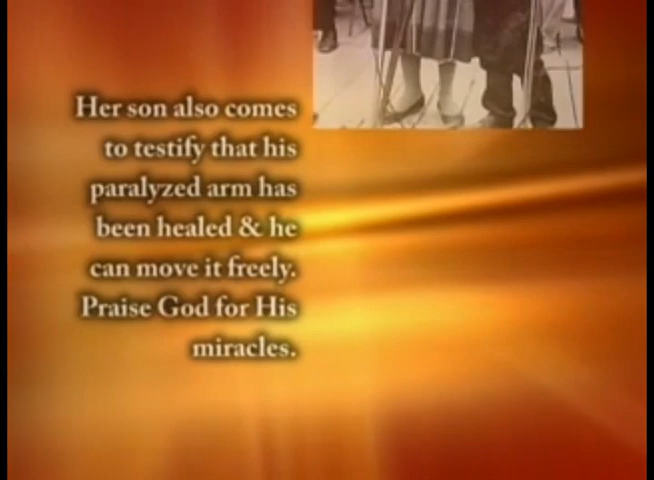 Her son also comes
to testify that his
paralyzed arm has
been healed & he
can move it freely.
Praise God for His
miracles.